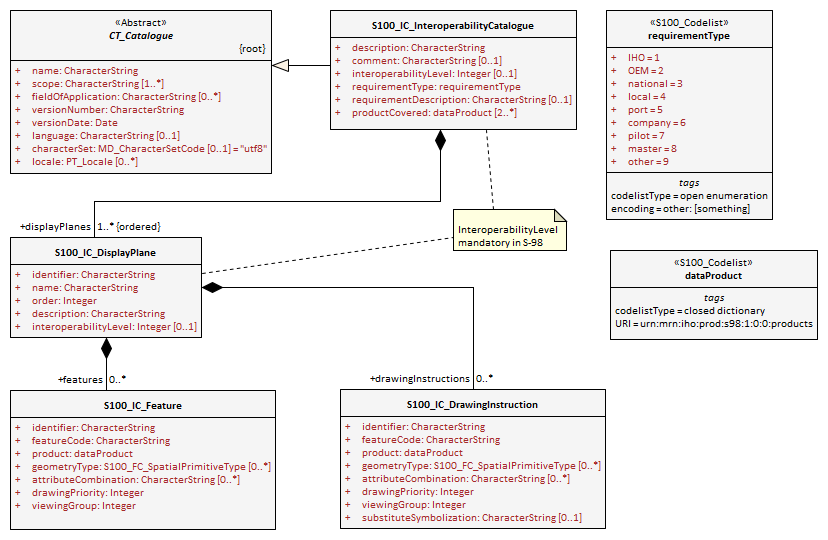 «Abstract»
CT_Catalogue
{root}
+ name: CharacterString
+ scope: CharacterString [1..*]
+ fieldOfApplication: CharacterString [0..*]
+ versionNumber: CharacterString
+ versionDate: Date
+ language: CharacterString [0..1]
+ characterSet: MD_CharacterSetCode [0..1] = "utf8"
+ locale: PT_Locale [0..*]
S100_IC_InteroperabilityCatalogue
+ description: CharacterString
+ comment: CharacterString [0..1]
+ interoperabilityLevel: Integer [0..1]
+ requirementType: requirementType
+ requirementDescription: CharacterString [0..1]
+ productCovered: dataProduct [2..*]
«S100_Codelist»
requirementType
+ IHO = 1
+ OEM = 2
+ national = 3
+ local = 4
+ port = 5
+ company = 6
+ pilot = 7
+ master = 8
+ other = 9
tags
codelistType = open enumeration
encoding = other: [something]
+displayPlanes 1..* {ordered}
InteroperabilityLevel
mandatory in S-98
S100_IC_DisplayPlane
+ identifier: CharacterString
+ name: CharacterString
+ order: Integer
+ description: CharacterString
+ interoperabilityLevel: Integer [0..1]
«S100_Codelist»
dataProduct
tags
codelistType = closed dictionary
URI = urn:mrn:iho:prod:s98:1:0:0:products
+features 0..*
+drawingInstructions 0..*
S100_IC_Feature
+ identifier: CharacterString
+ featureCode: CharacterString
+ product: dataProduct
+ geometryType: S100_FC_SpatialPrimitiveType [0..*]
+ attributeCombination: CharacterString [0..*]
+ drawingPriority: Integer
+ viewingGroup: Integer
S100_IC_DrawingInstruction
+ identifier: CharacterString
+ featureCode: CharacterString
+ product: dataProduct
+ geometryType: S100_FC_SpatialPrimitiveType [0..*]
+ attributeCombination: CharacterString [0..*]
+ drawingPriority: Integer
+ viewingGroup: Integer
+ substituteSymbolization: CharacterString [0..1]